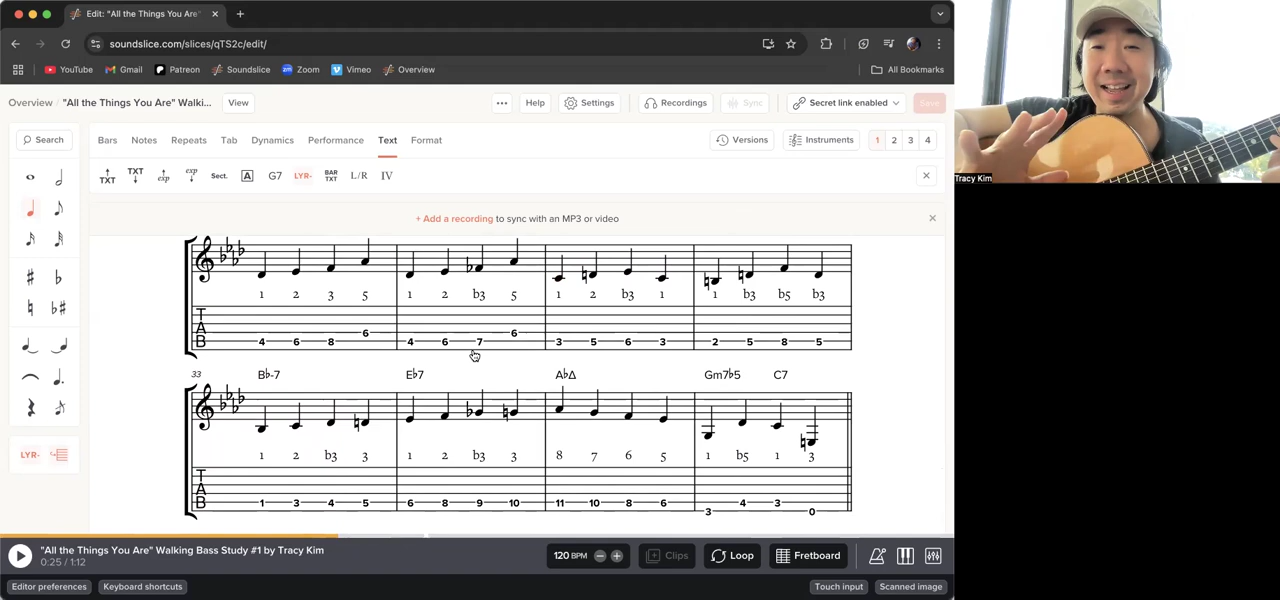 Edit: "All the Things You Are"
soundslice.com/slices/qTS2c/edit/
YouTube Gmail Patreon Soundslice Zoom Vimeo Overview All Bookmarks
Overview / "All the Things You Are" Walki... View ... Help Settings Recordings Sync Secret link enabled Save
Search Bars Notes Repeats Tab Dynamics Performance Text Format Versions Instruments 1 2 3 4
TXT TXT exp exp Sect. A G7 LYR- BAR TXT L/R IV
+ Add a recording to sync with an MP3 or video
1 2 3 5 1 2 b3 5 1 2 b3 1 1 b3 b5 b3
TAB
6 6
4 6 8 4 6 7 3 5 6 3 2 5 8 5
33 B♭-7 E♭7 A♭Δ Gm7♭5 C7
LYR-
1 2 b3 3 1 2 b3 3 8 7 6 5 1 b5 1 3
TAB
1 3 4 5 6 8 9 10 11 10 8 6 4 3
3 0
"All the Things You Are" Walking Bass Study #1 by Tracy Kim
0:25 / 1:12
120 BPM Clips Loop Fretboard
Editor preferences Keyboard shortcuts Touch input Scanned image
Tracy Kim